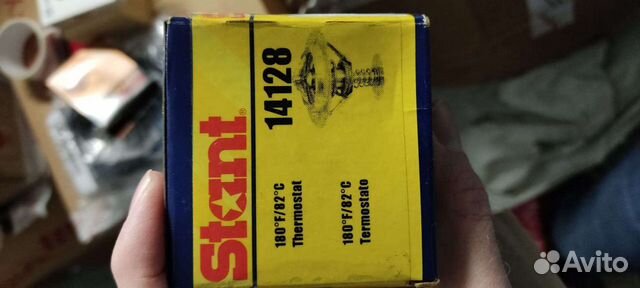 Stant®
14128
180°F/82°C
Thermostat
180°F/82°C
Termostato
Avito